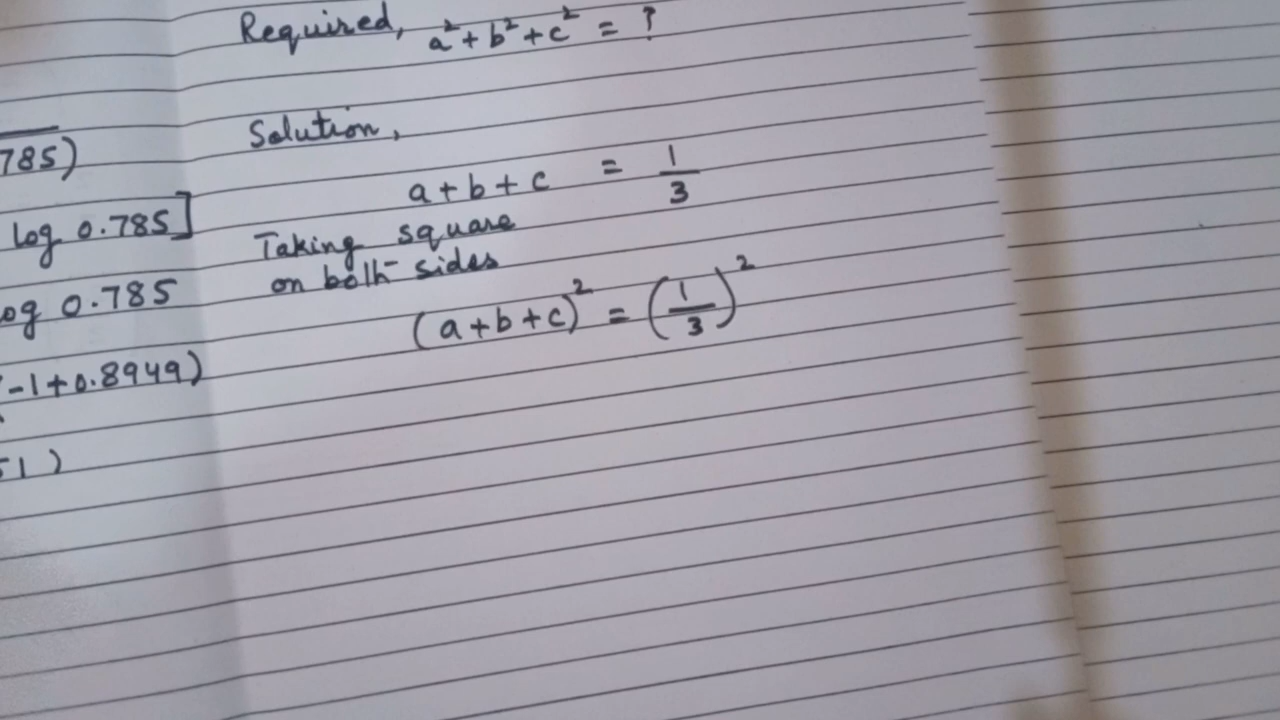 Required, a² + b² + c² = ?
Solution,
a + b + c = 1/3
Taking square
on both sides
(a+b+c)² = (1/3)²
785)
log 0.785]
og 0.785
(-1+0.8949)
51)